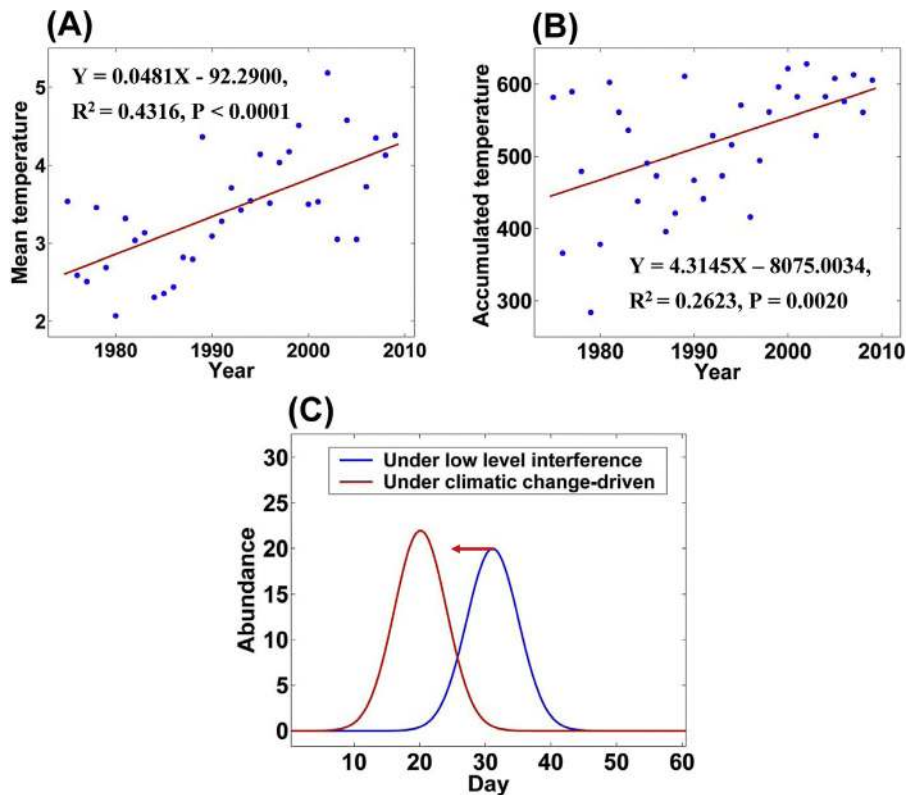 (A)
Y = 0.0481X - 92.2900,
R² = 0.4316, P < 0.0001
Mean temperature
5
4
3
2
1980
1990
2000
2010
Year
(B)
600
500
400
300
Accumulated temperature
Y = 4.3145X – 8075.0034,
R² = 0.2623, P = 0.0020
1980
1990
2000
2010
Year
(C)
Under low level interference
Under climatic change-driven
Abundance
30
25
20
15
10
5
0
10
20
30
40
50
60
Day